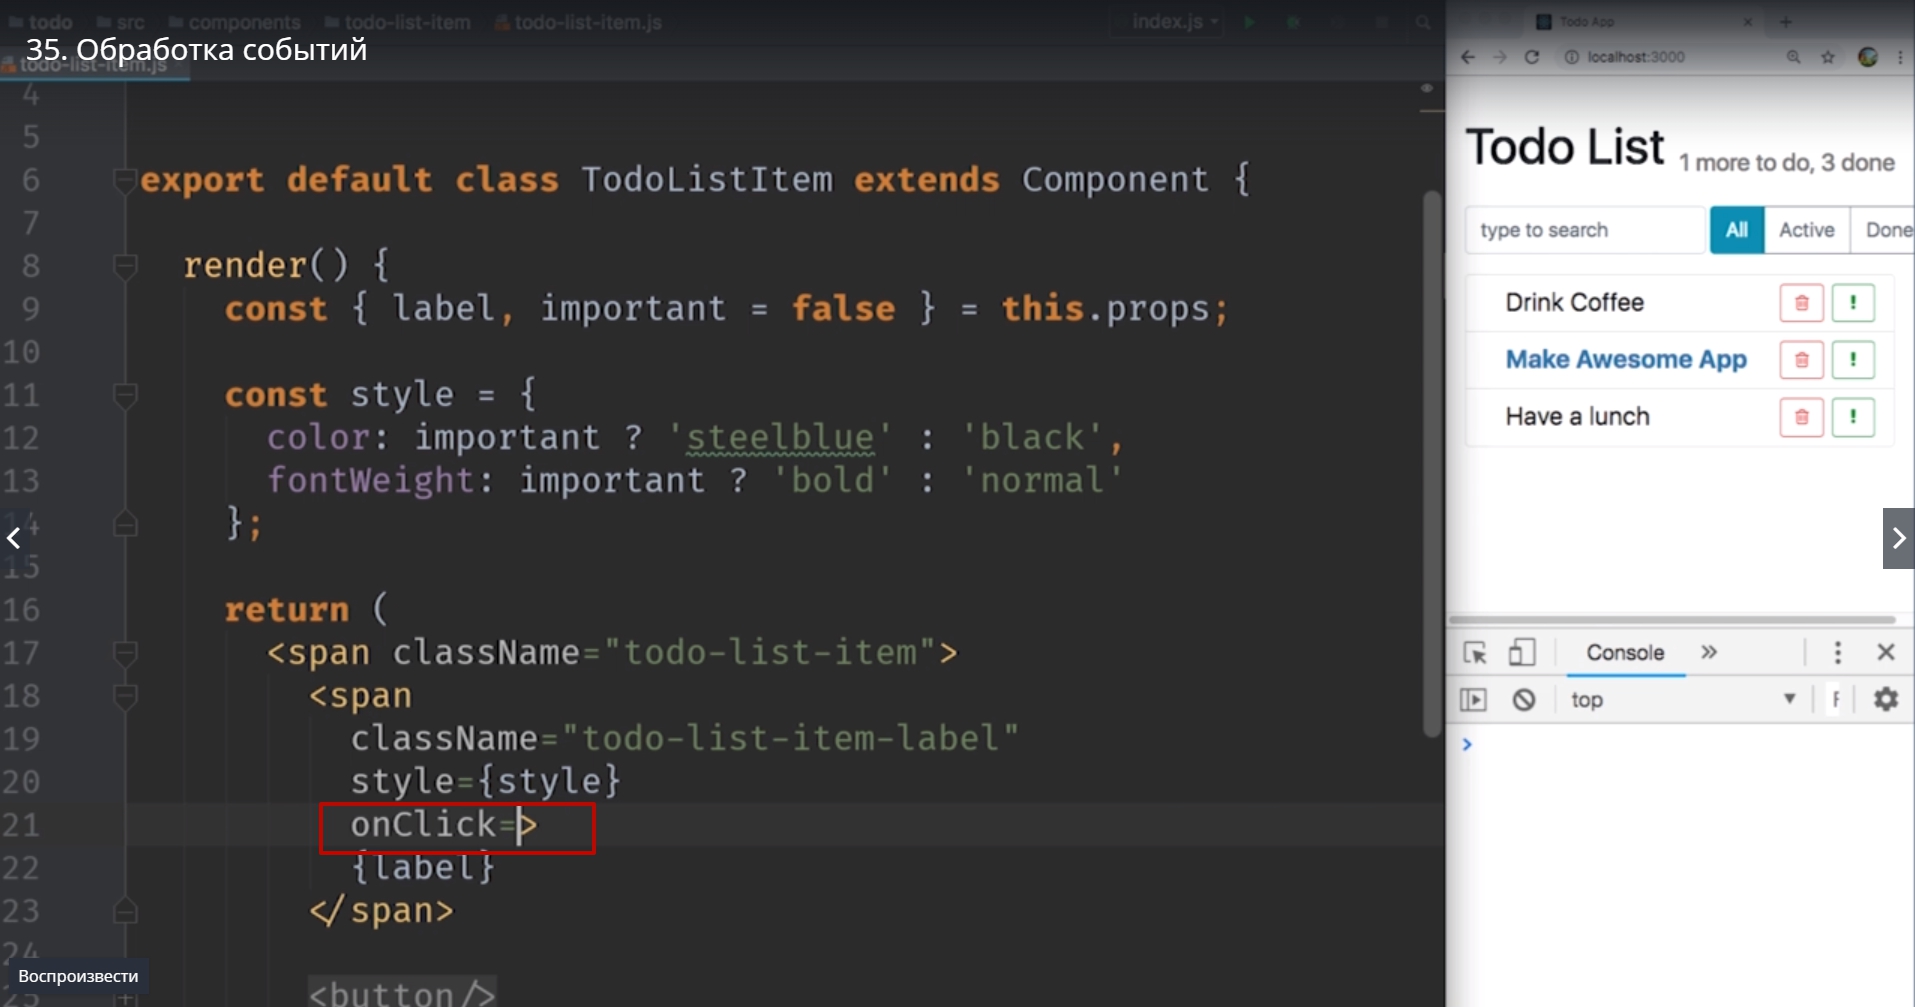 todo src components todo-list-item todo-list-item.js index.js
35. Обработка событий
todo-list-item.js
4
5
6 export default class TodoListItem extends Component {
7
8 render() {
9 const { label, important = false } = this.props;
10
11 const style = {
12 color: important ? 'steelblue' : 'black',
13 fontWeight: important ? 'bold' : 'normal'
14 };
15
16 return (
17 <span className="todo-list-item">
18 <span
19 className="todo-list-item-label"
20 style={style}
21 onClick=>
22 {label}
23 </span>
24
Воспроизвести
25 <button/>
Todo App
localhost:3000
Todo List 1 more to do, 3 done
type to search All Active Done
Drink Coffee !
Make Awesome App !
Have a lunch !
Console »
top